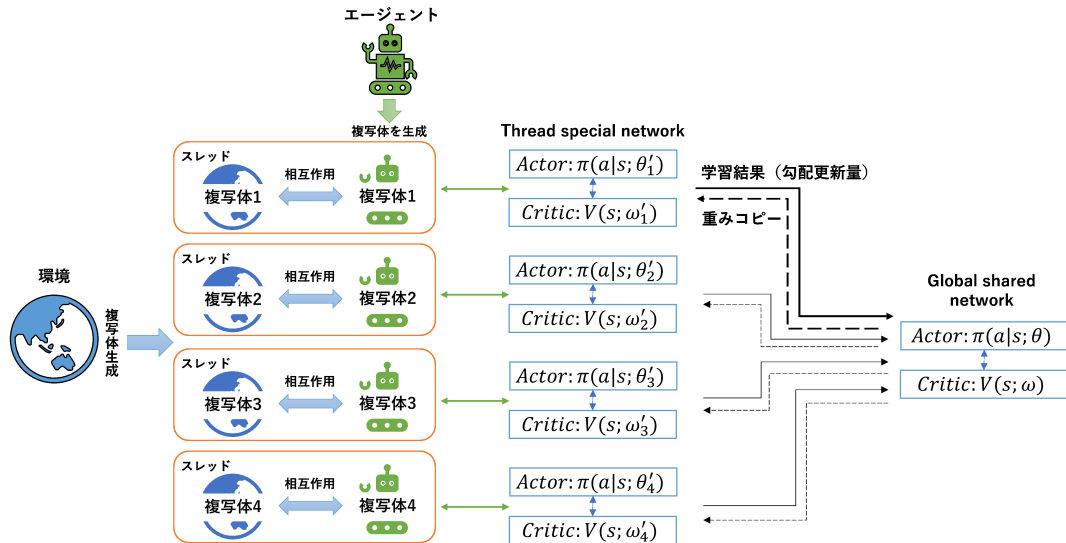 エージェント
複写体を生成
Thread special network
スレッド
相互作用
複写体1
複写体1
Actor: π(a|s; θ′₁)
Critic: V(s; ω′₁)
学習結果（勾配更新量）
重みコピー
スレッド
相互作用
複写体2
複写体2
Actor: π(a|s; θ′₂)
Critic: V(s; ω′₂)
環境
複写体生成
Global shared
network
Actor: π(a|s; θ)
Critic: V(s; ω)
スレッド
相互作用
複写体3
複写体3
Actor: π(a|s; θ′₃)
Critic: V(s; ω′₃)
スレッド
相互作用
複写体4
複写体4
Actor: π(a|s; θ′₄)
Critic: V(s; ω′₄)